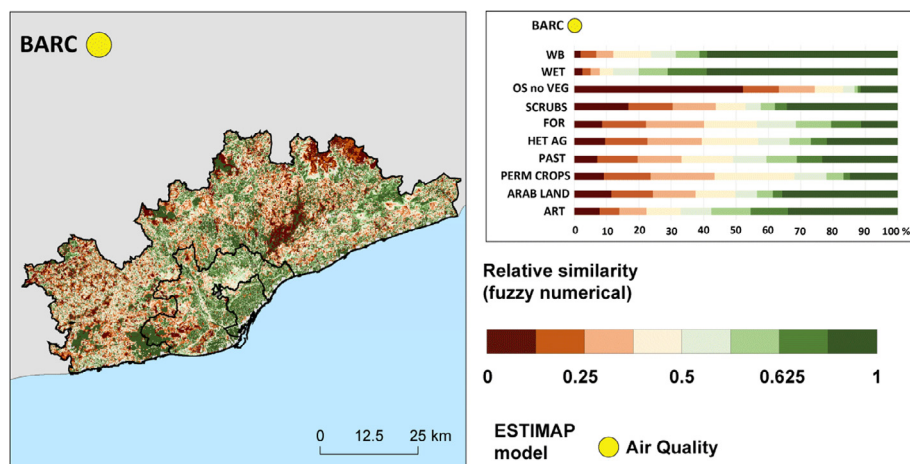 BARC
0 12.5 25 km
BARC
WB
WET
OS no VEG
SCRUBS
FOR
HET AG
PAST
PERM CROPS
ARAB LAND
ART
0 10 20 30 40 50 60 70 80 90 100 %
Relative similarity
(fuzzy numerical)
0 0.25 0.5 0.625 1
ESTIMAP
model
Air Quality